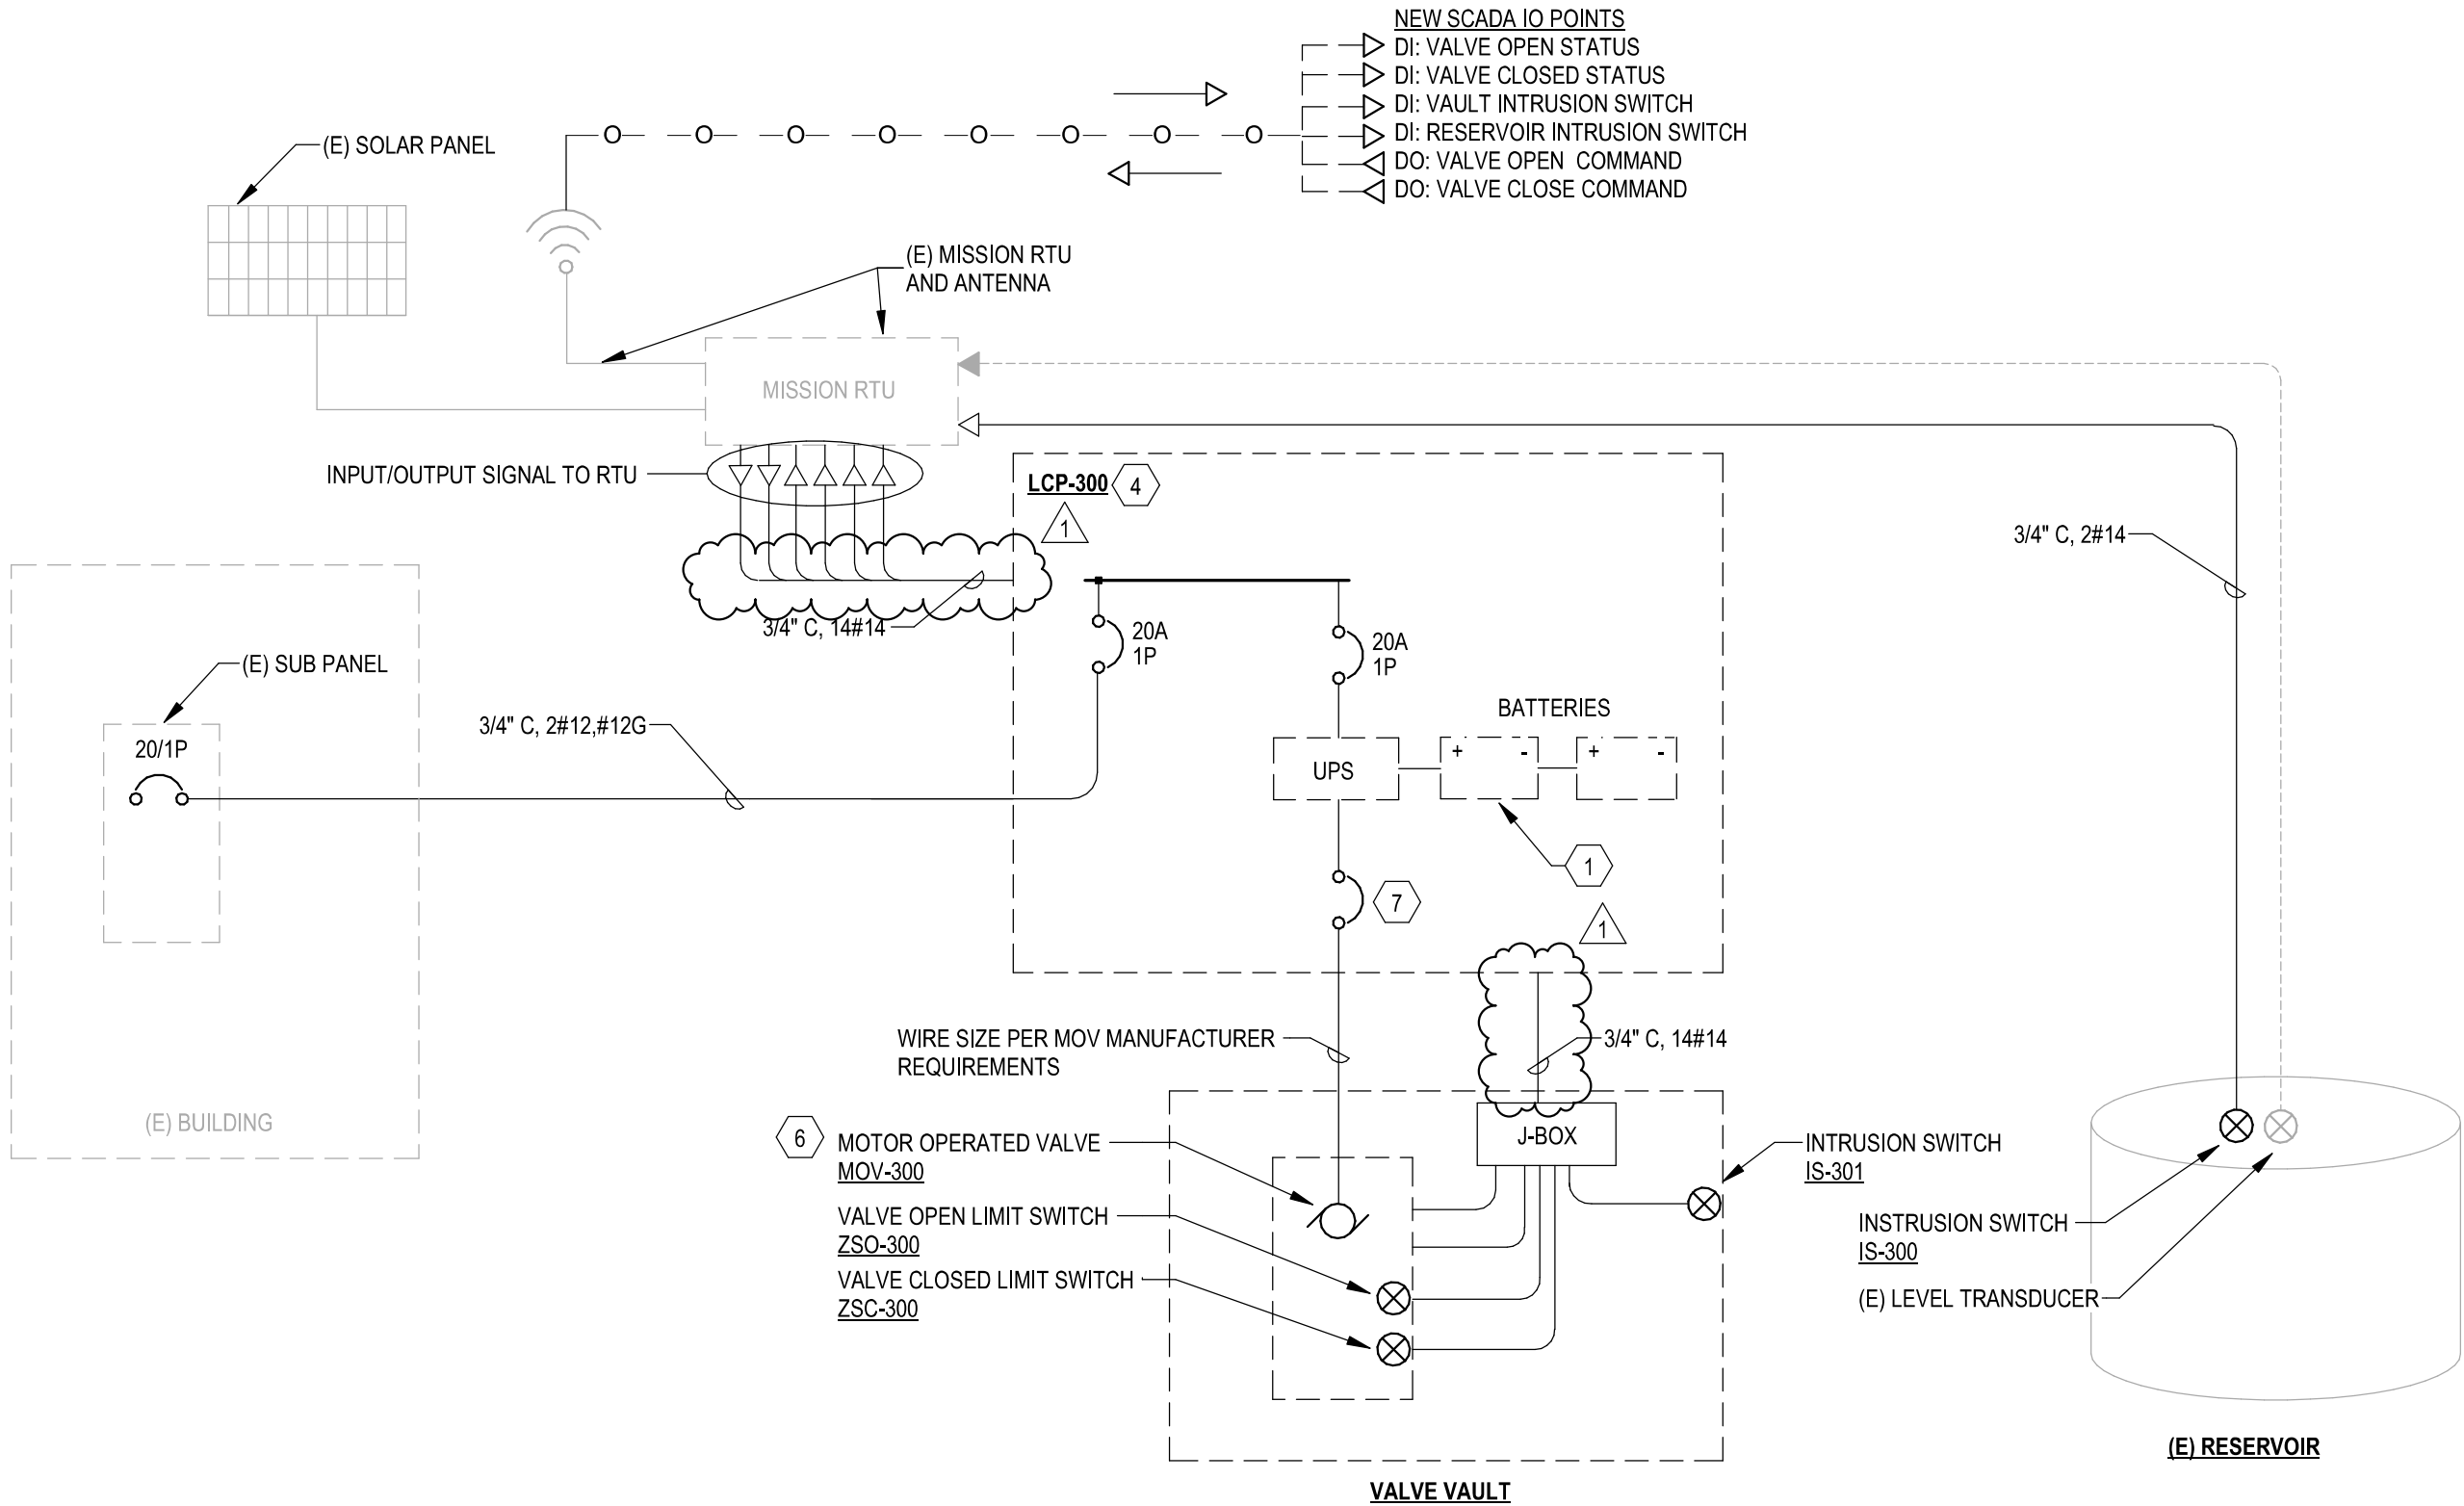 NEW SCADA IO POINTS
DI: VALVE OPEN STATUS
DI: VALVE CLOSED STATUS
DI: VAULT INTRUSION SWITCH
DI: RESERVOIR INTRUSION SWITCH
DO: VALVE OPEN COMMAND
DO: VALVE CLOSE COMMAND
(E) SOLAR PANEL
(E) MISSION RTU
AND ANTENNA
MISSION RTU
INPUT/OUTPUT SIGNAL TO RTU
LCP-300
4
1
3/4" C, 14#14
3/4" C, 2#14
20A
1P
20A
1P
(E) SUB PANEL
20/1P
3/4" C, 2#12,#12G
BATTERIES
UPS
+
-
+
-
1
7
1
WIRE SIZE PER MOV MANUFACTURER
REQUIREMENTS
3/4" C, 14#14
(E) BUILDING
6
MOTOR OPERATED VALVE
MOV-300
J-BOX
INTRUSION SWITCH
IS-301
VALVE OPEN LIMIT SWITCH
ZSO-300
VALVE CLOSED LIMIT SWITCH
ZSC-300
INSTRUSION SWITCH
IS-300
(E) LEVEL TRANSDUCER
(E) RESERVOIR
VALVE VAULT